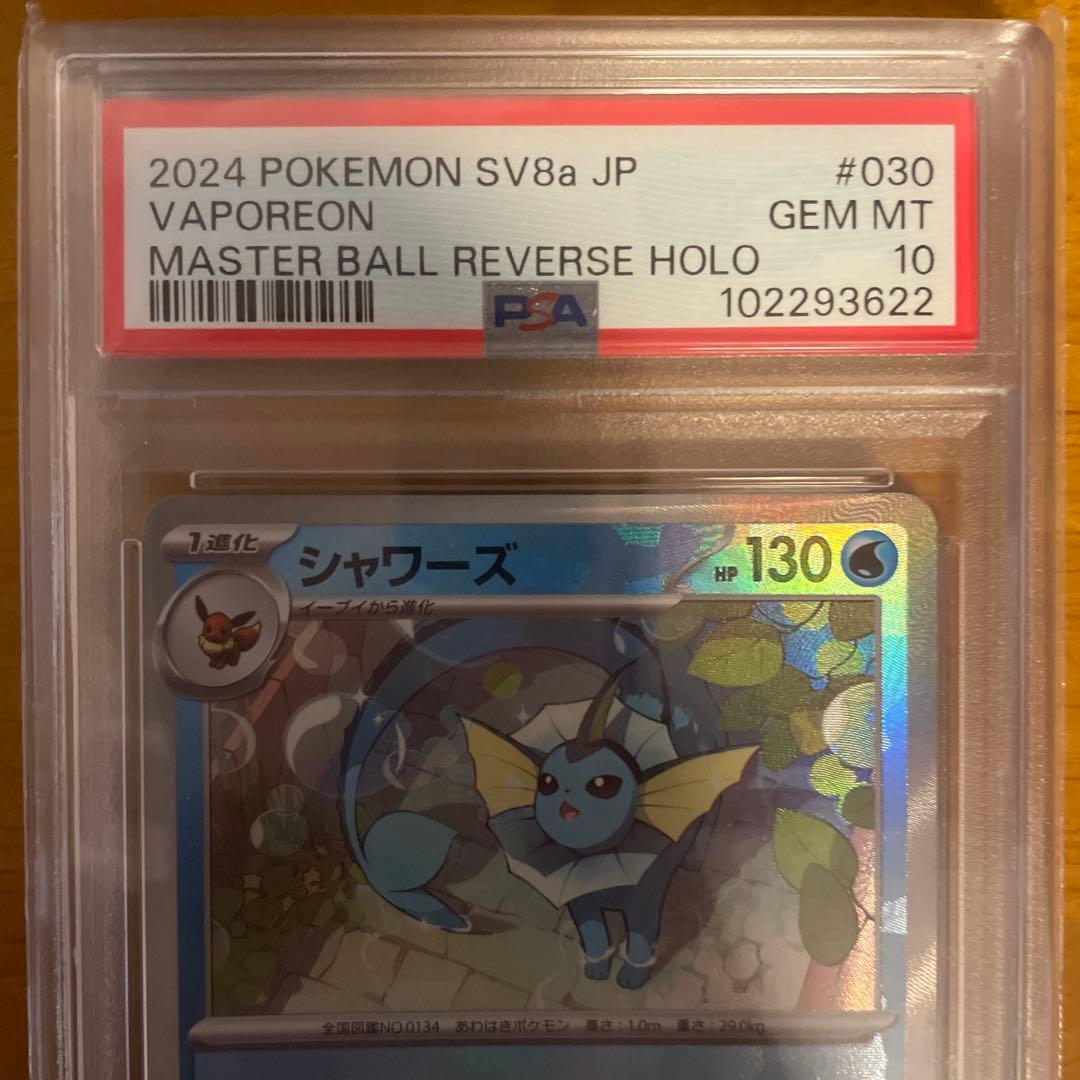 2024 POKEMON SV8a JP #030
VAPOREON GEM MT
MASTER BALL REVERSE HOLO 10
PSA 102293622
1進化
シャワーズ HP 130
イーブイから進化
全国図鑑NO.0134 あわはきポケモン 高さ:1.0m 重さ:29.0kg